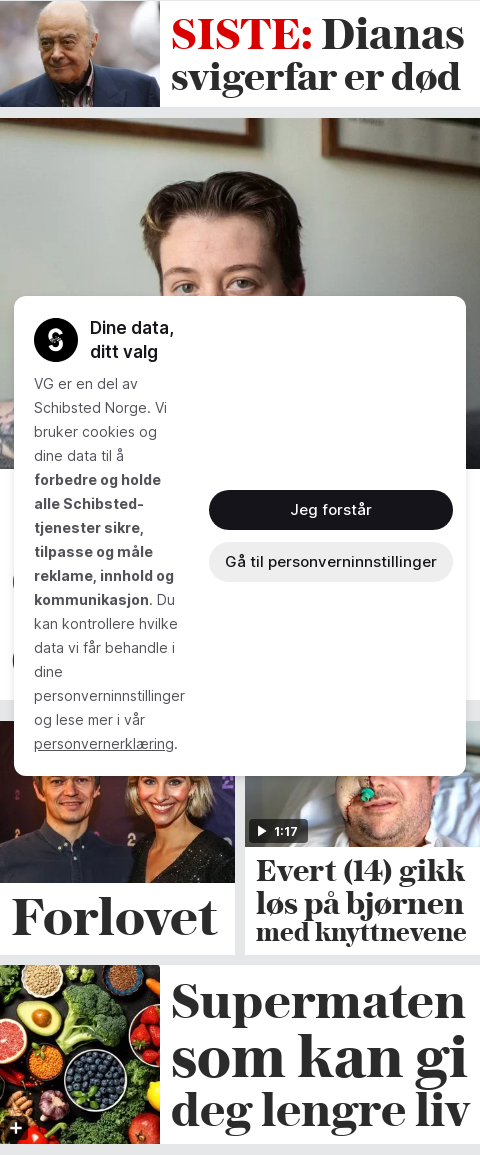 SISTE: Dianas
svigerfar er død
Dine data,
ditt valg
VG er en del av
Schibsted Norge. Vi
bruker cookies og
dine data til å
forbedre og holde
alle Schibsted-
tjenester sikre,
tilpasse og måle
reklame, innhold og
kommunikasjon. Du
kan kontrollere hvilke
data vi får behandle i
dine
personverninnstillinger
og lese mer i vår
personvernerklæring.
Jeg forstår
Gå til personverninnstillinger
Forlovet
1:17
Evert (14) gikk
løs på bjørnen
med knyttnevene
Supermaten
som kan gi
deg lengre liv